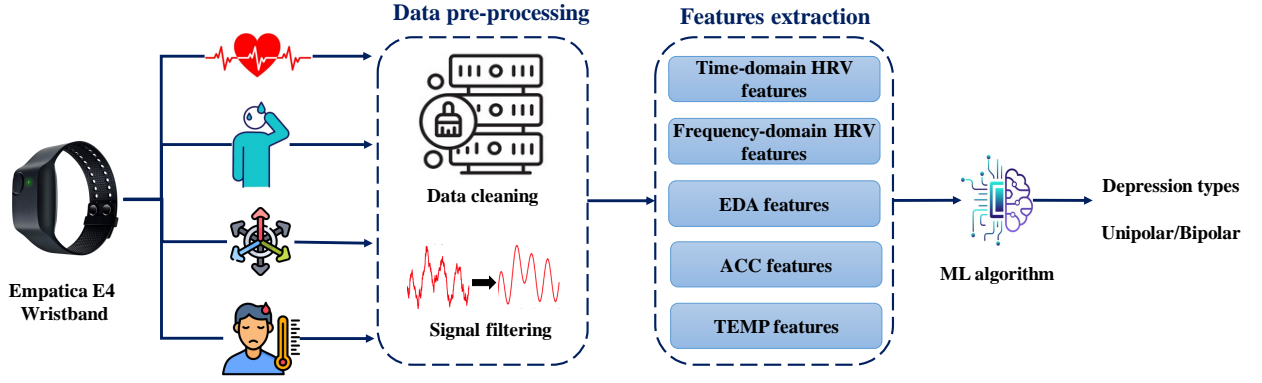 Data pre-processing
Features extraction
Time-domain HRV
features
Frequency-domain HRV
features
Data cleaning
EDA features
Depression types
Unipolar/Bipolar
ACC features
ML algorithm
Empatica E4
Wristband
Signal filtering
TEMP features